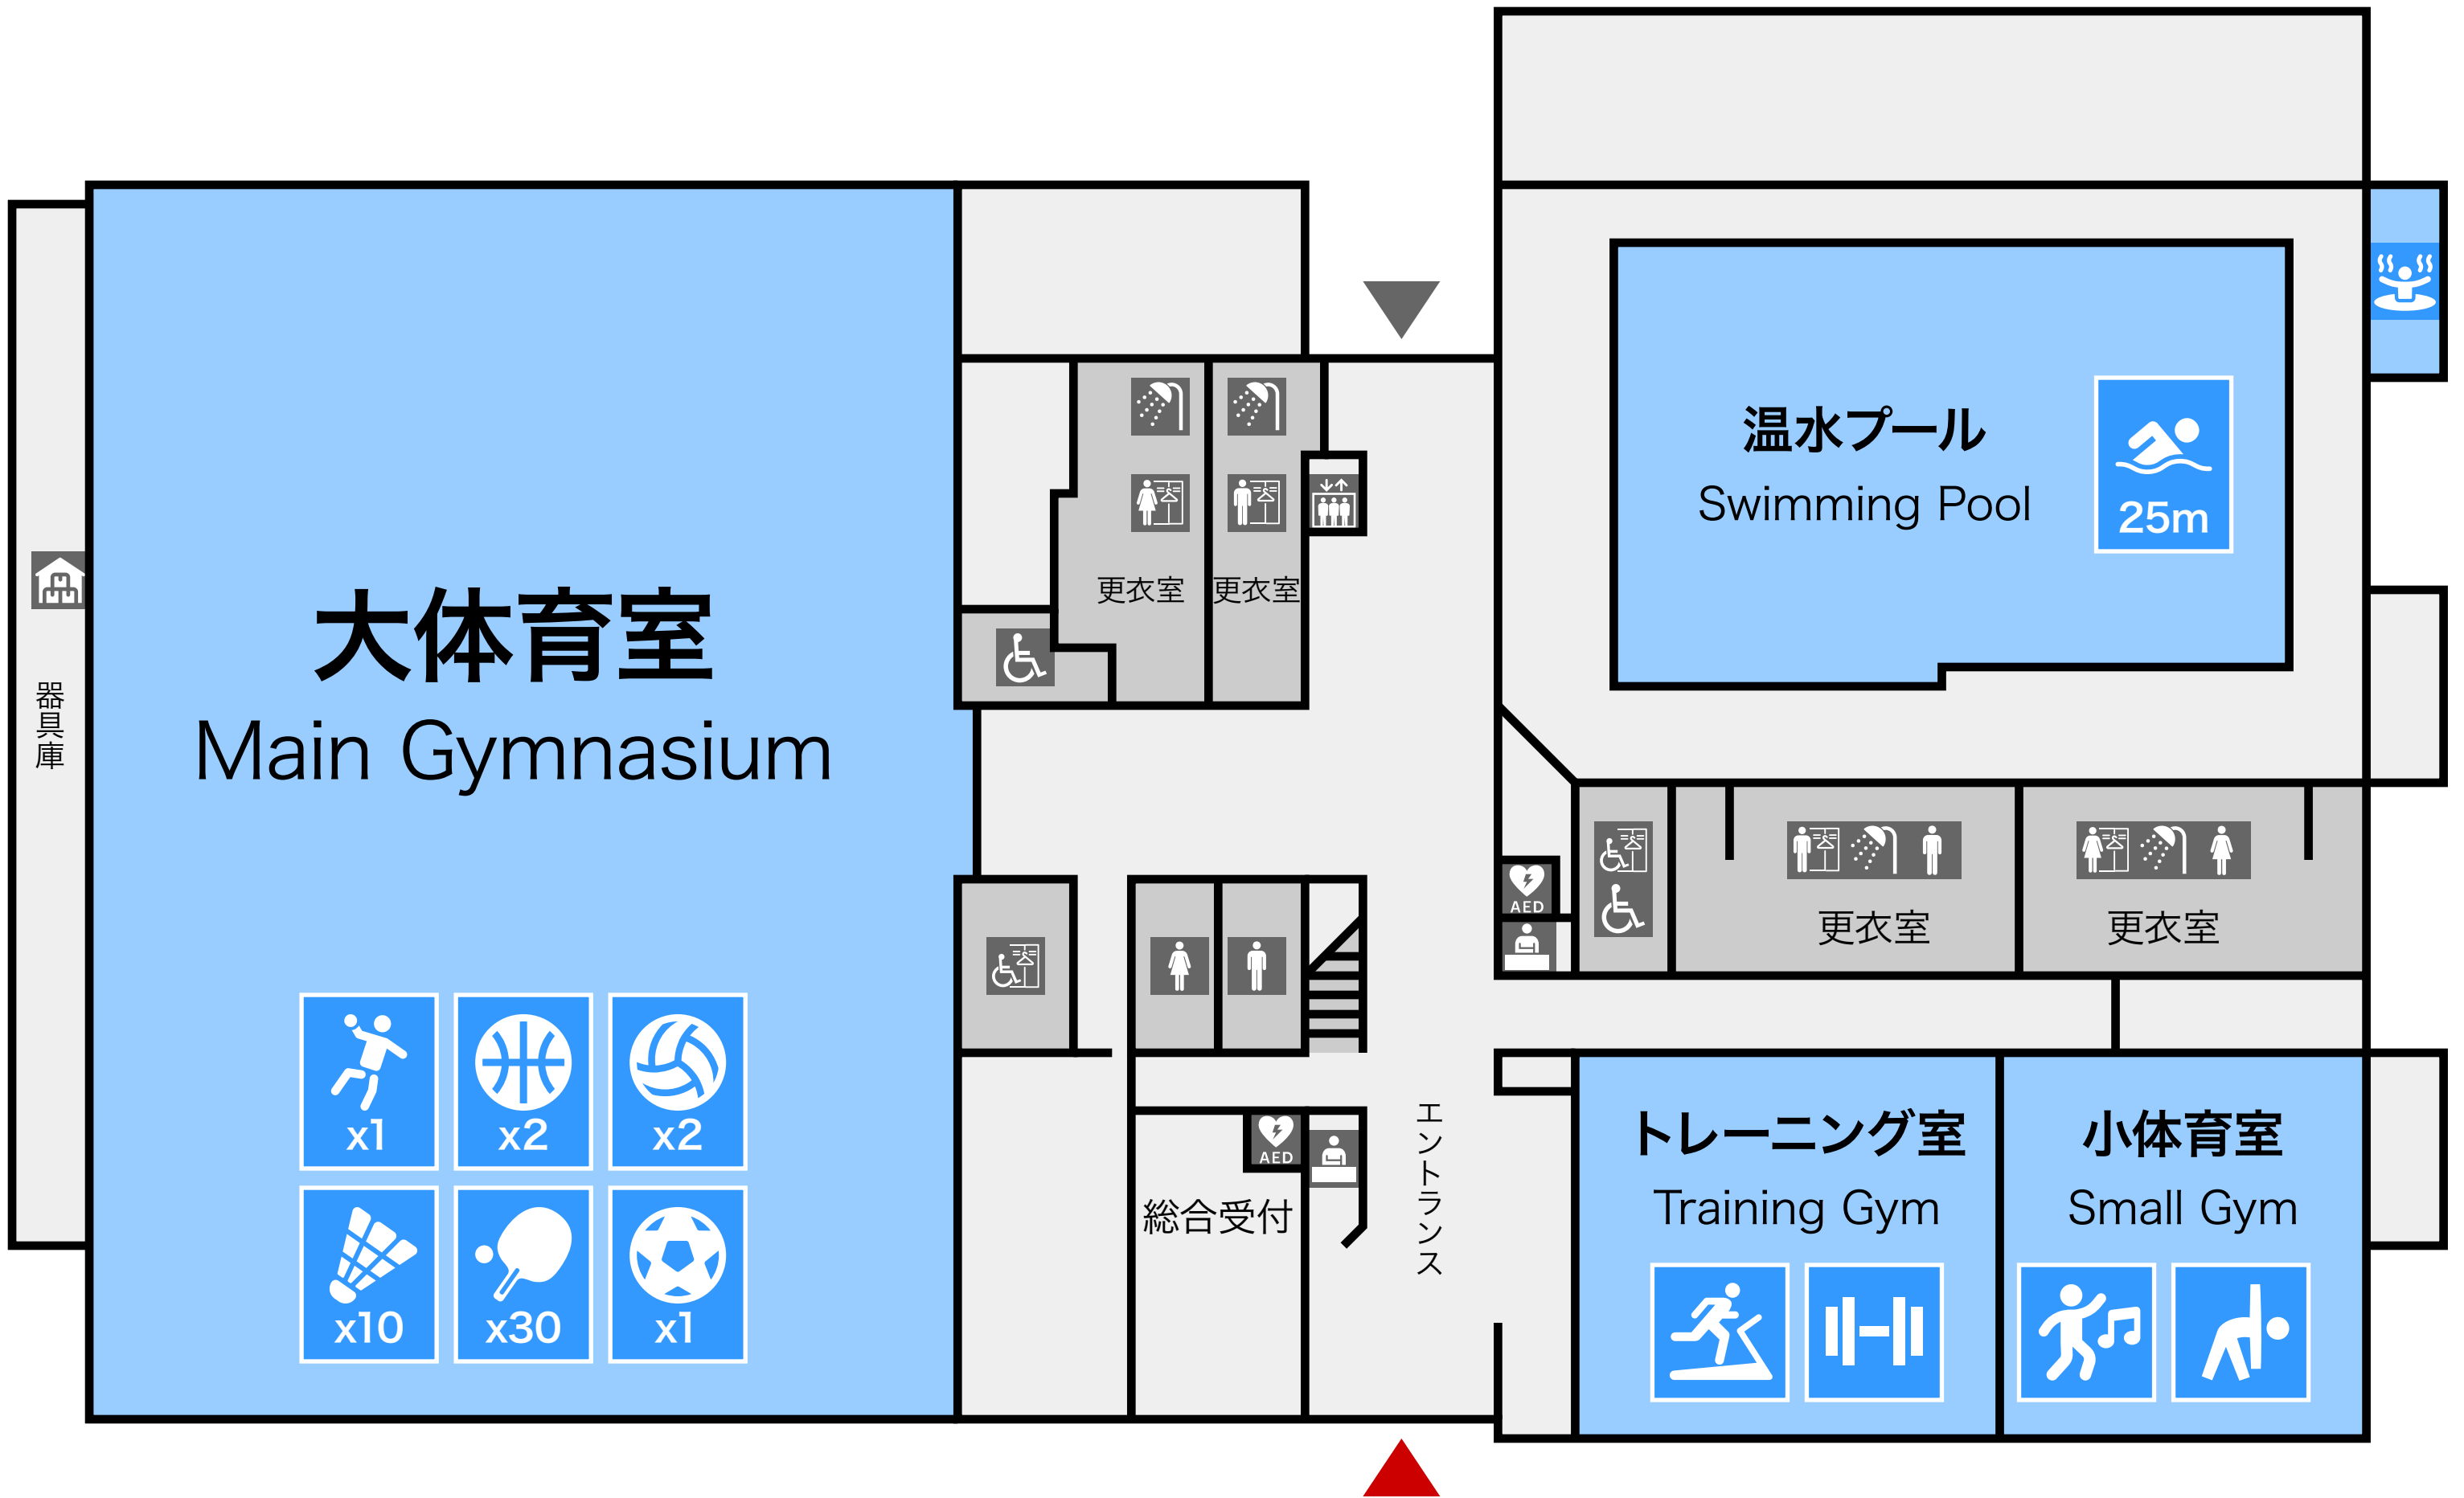 器具庫
大体育室
Main Gymnasium
x1
x2
x2
x10
x30
x1
更衣室
更衣室
AED
総合受付
エントランス
温水プール
Swimming Pool
25m
AED
更衣室
更衣室
トレーニング室
Training Gym
小体育室
Small Gym